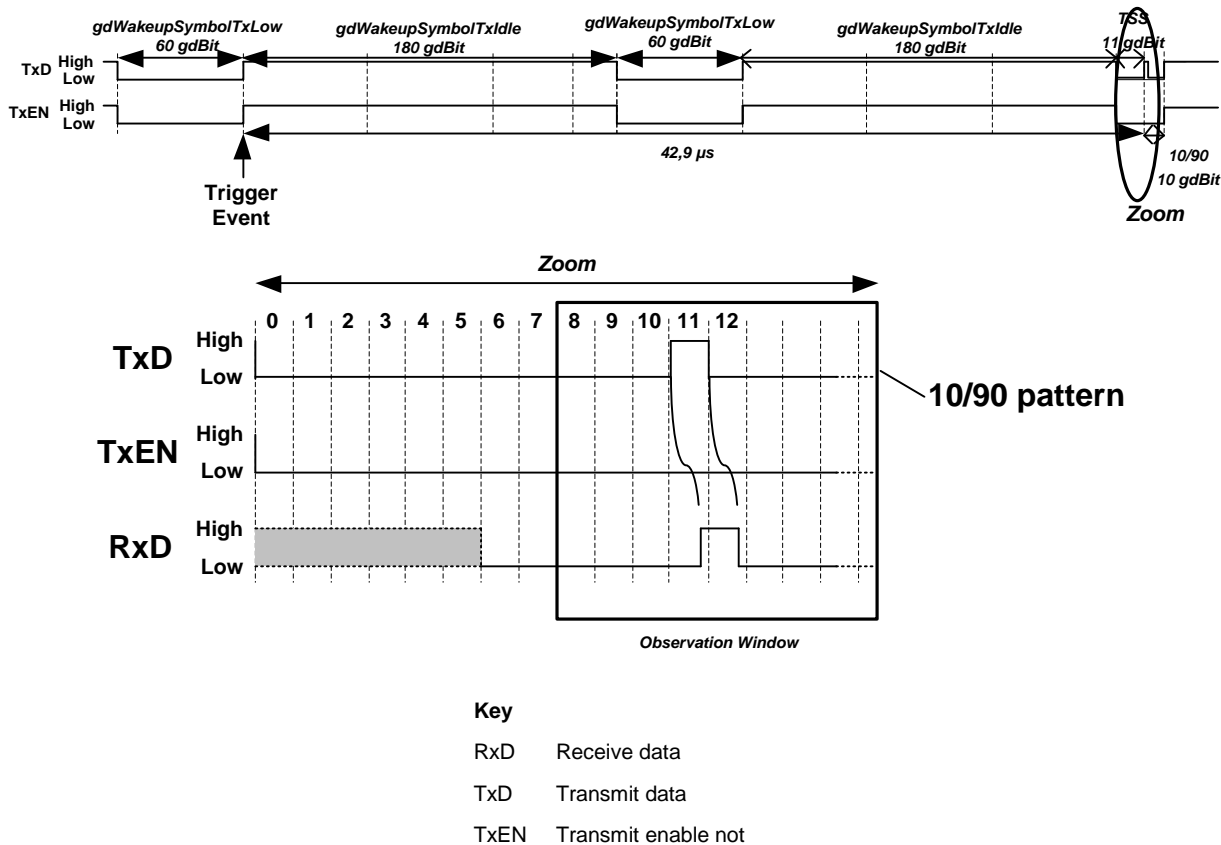 gdWakeupSymbolTxLow
60 gdBit
gdWakeupSymbolTxIdle
180 gdBit
gdWakeupSymbolTxLow
60 gdBit
gdWakeupSymbolTxIdle
180 gdBit
TSS
11 gdBit
TxD High
Low
TxEN High
Low
42,9 µs
10/90
10 gdBit
Trigger
Event
Zoom
Zoom
0 1 2 3 4 5 6 7 8 9 10 11 12
TxD High
Low
10/90 pattern
TxEN High
Low
RxD High
Low
Observation Window
Key
RxD Receive data
TxD Transmit data
TxEN Transmit enable not